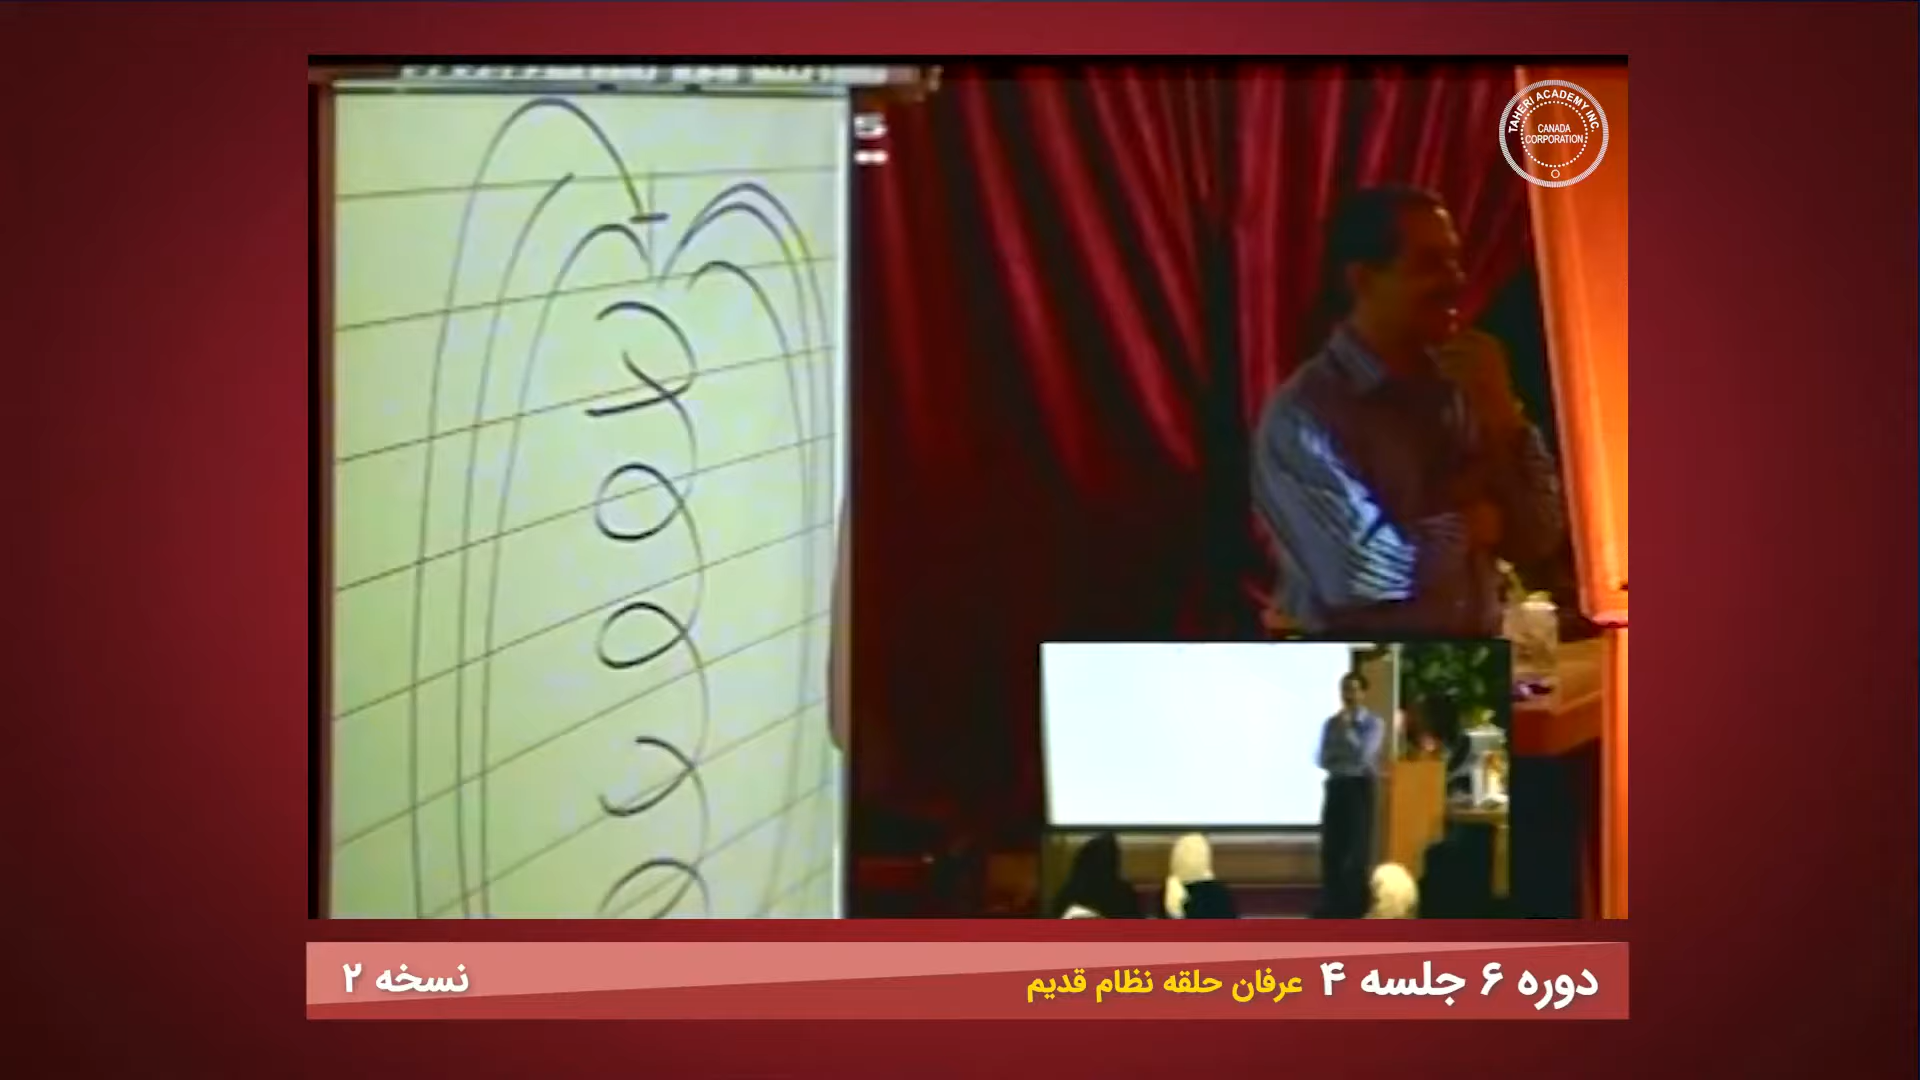 TAHERI ACADEMY INC.
CANADA
CORPORATION
دوره ۶ جلسه ۴ عرفان حلقه نظام قدیم
نسخه ۲